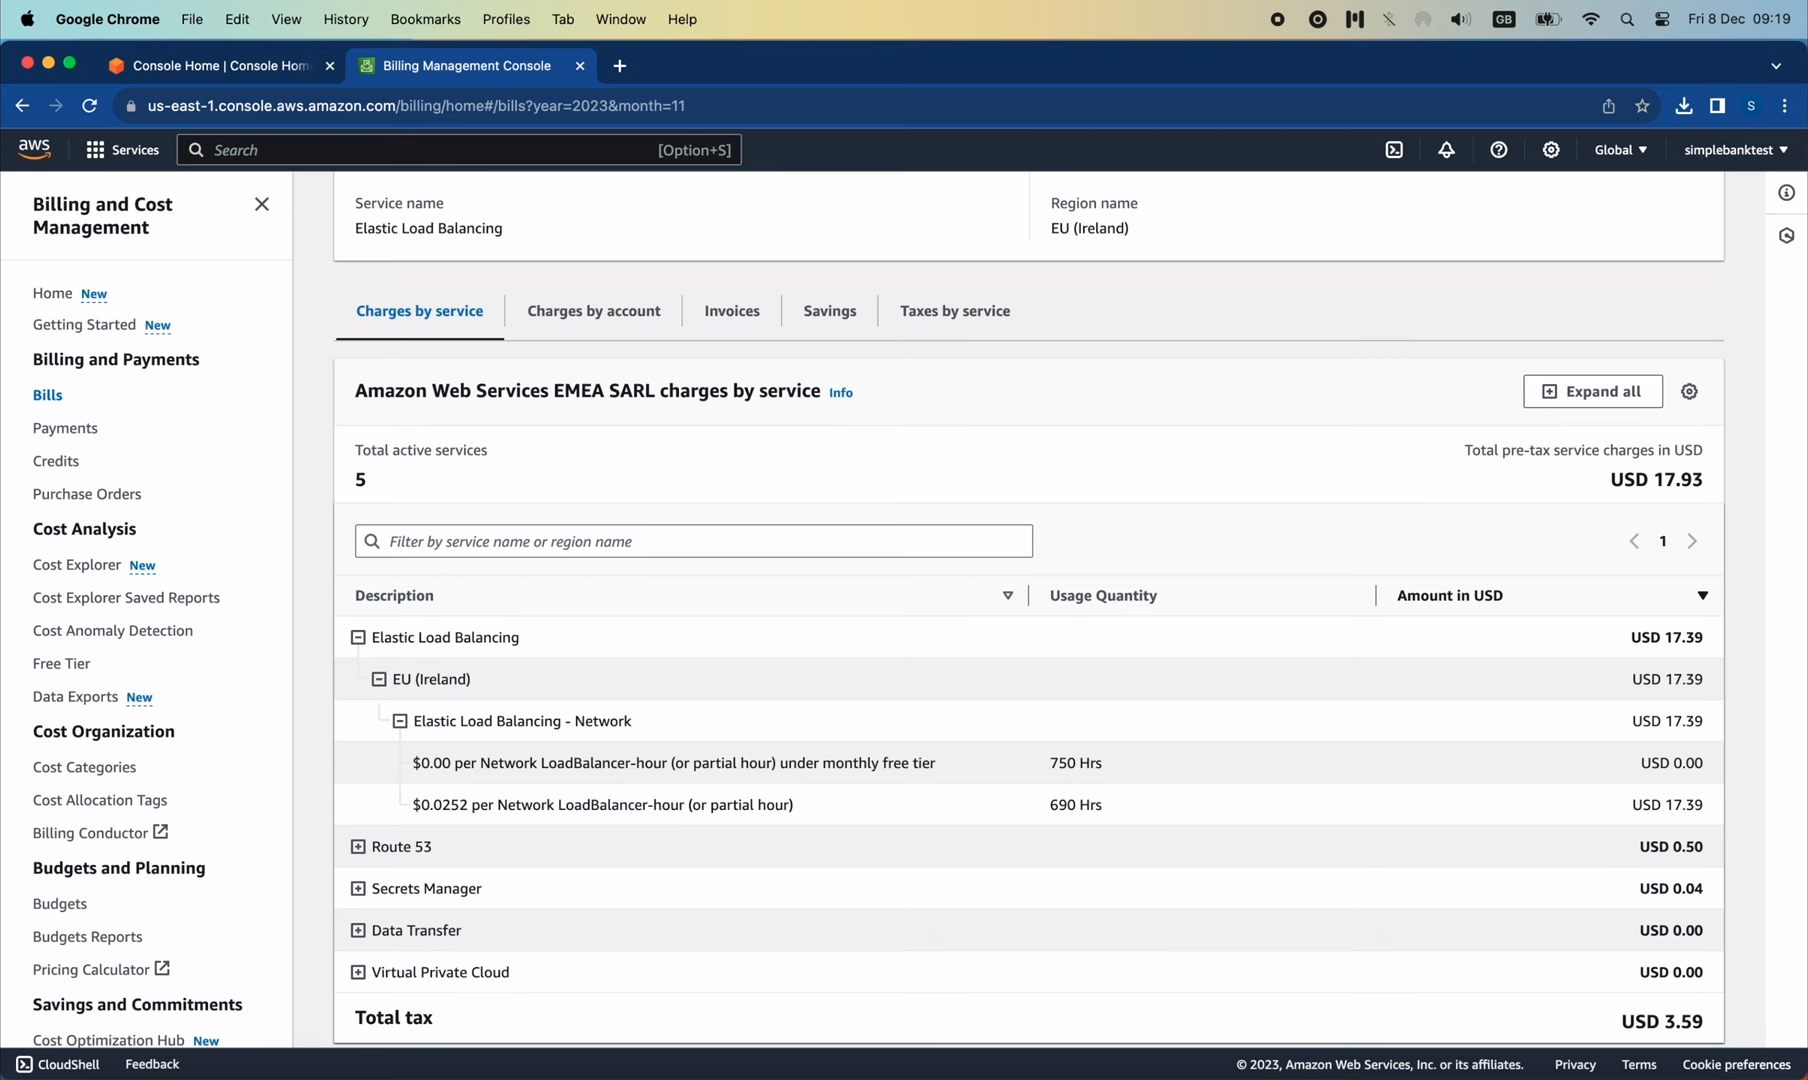 Google Chrome File Edit View History Bookmarks Profiles Tab Window Help GB Fri 8 Dec 09:19
Console Home | Console Hom Billing Management Console
us-east-1.console.aws.amazon.com/billing/home#/bills?year=2023&month=11 S
aws Services Search [Option+S] Global simplebanktest
Billing and Cost
Management
Home New
Getting Started New
Billing and Payments
Bills
Payments
Credits
Purchase Orders
Cost Analysis
Cost Explorer New
Cost Explorer Saved Reports
Cost Anomaly Detection
Free Tier
Data Exports New
Cost Organization
Cost Categories
Cost Allocation Tags
Billing Conductor
Budgets and Planning
Budgets
Budgets Reports
Pricing Calculator
Savings and Commitments
Cost Optimization Hub New
Service name Region name
Elastic Load Balancing EU (Ireland)
Charges by service Charges by account Invoices Savings Taxes by service
Amazon Web Services EMEA SARL charges by service Info Expand all
Total active services Total pre-tax service charges in USD
5 USD 17.93
Filter by service name or region name 1
Description Usage Quantity Amount in USD
Elastic Load Balancing USD 17.39
EU (Ireland) USD 17.39
Elastic Load Balancing - Network USD 17.39
$0.00 per Network LoadBalancer-hour (or partial hour) under monthly free tier 750 Hrs USD 0.00
$0.0252 per Network LoadBalancer-hour (or partial hour) 690 Hrs USD 17.39
Route 53 USD 0.50
Secrets Manager USD 0.04
Data Transfer USD 0.00
Virtual Private Cloud USD 0.00
Total tax USD 3.59
CloudShell Feedback © 2023, Amazon Web Services, Inc. or its affiliates. Privacy Terms Cookie preferences